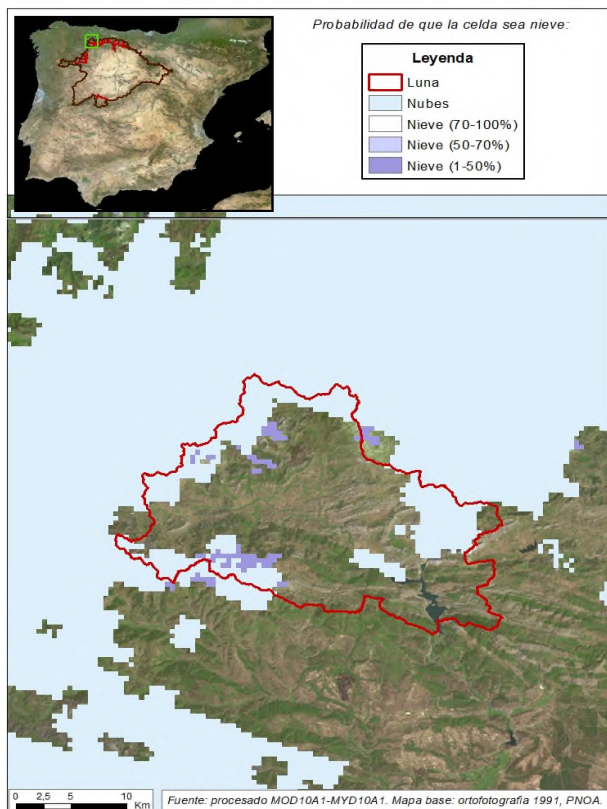 Probabilidad de que la celda sea nieve:
Leyenda
Luna
Nubes
Nieve (70-100%)
Nieve (50-70%)
Nieve (1-50%)
0 2,5 5 10
Km
Fuente: procesado MOD10A1-MYD10A1. Mapa base: ortofotografia 1991, PNOA